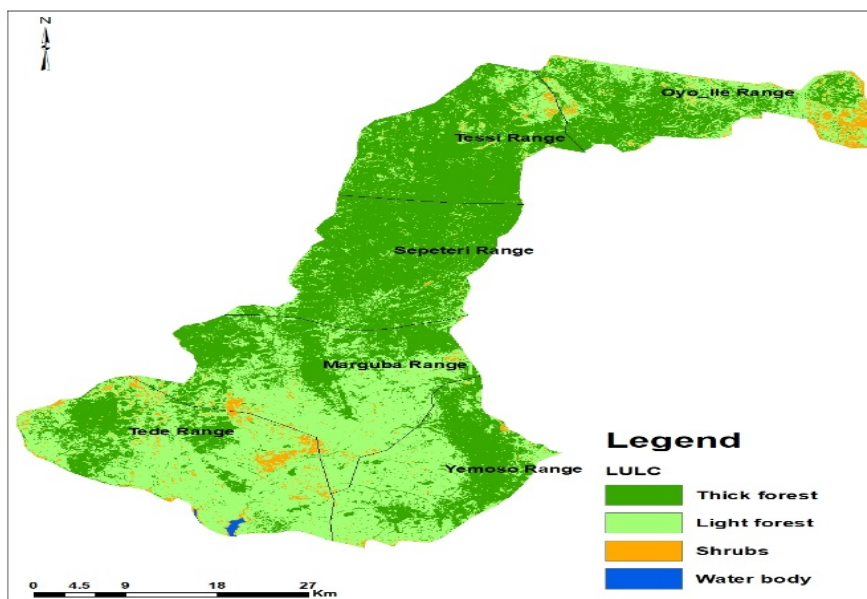 N
Oyo_Ile Range
Tessi Range
Sepeteri Range
Marguba Range
Tede Range
Yemoso Range
Legend
LULC
Thick forest
Light forest
Shrubs
Water body
0 4.5 9 18 27
Km